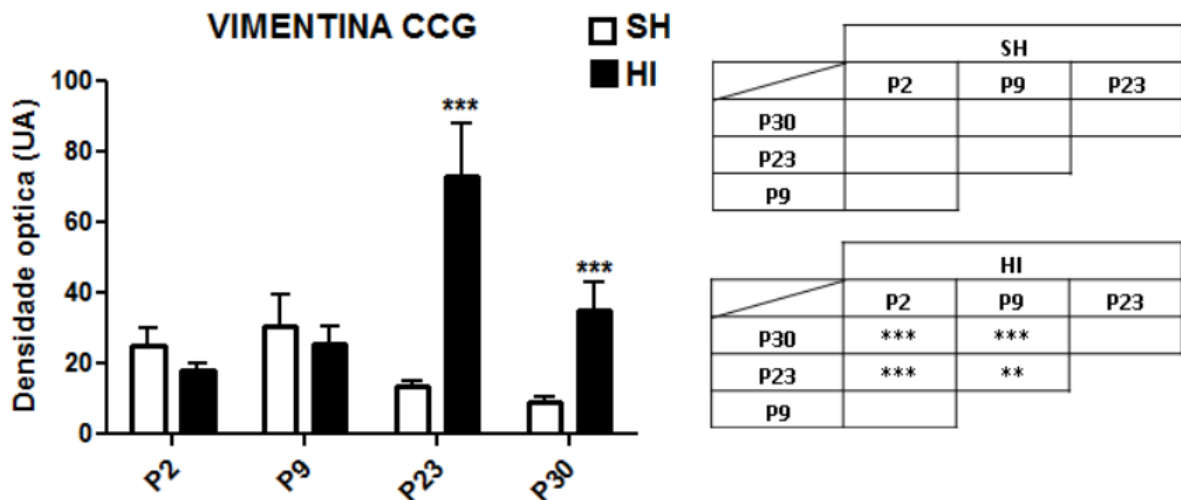 VIMENTINA CCG
SH
HI
Densidade optica (UA)
100
80
60
40
20
0
***
***
P2
P9
P23
P30
SH
P2 P9 P23
P30
P23
P9
HI
P2 P9 P23
P30 *** ***
P23 *** **
P9